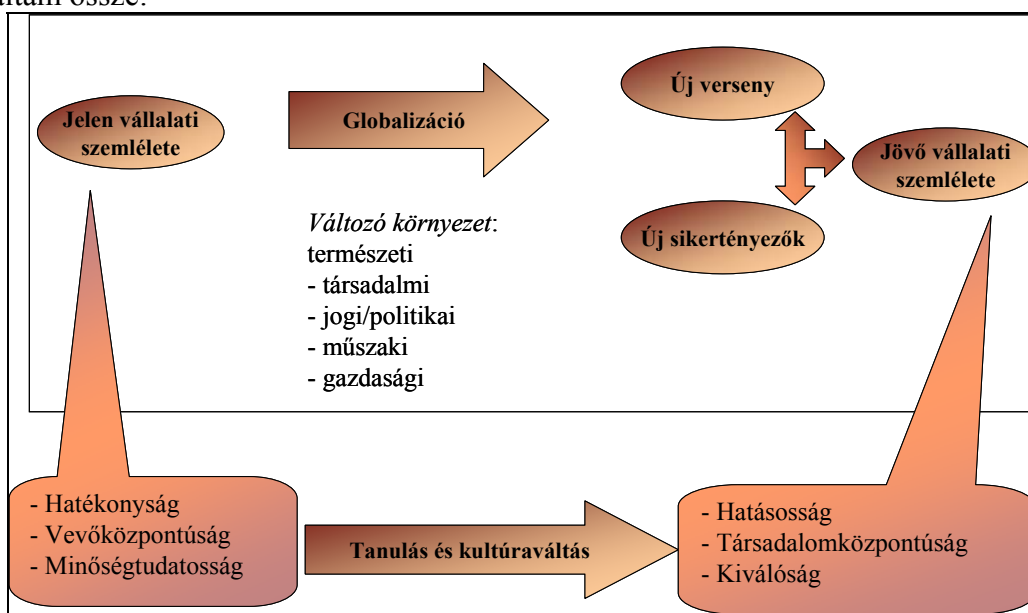 össze.
Jelen vállalati
szemlélete
Globalizáció
Új verseny
Új sikertényezők
Jövő vállalati
szemlélete
Változó környezet:
természeti
- társadalmi
- jogi/politikai
- műszaki
- gazdasági
- Hatékonyság
- Vevőközpontúság
- Minőségtudatosság
Tanulás és kultúraváltás
- Hatásosság
- Társadalomközpontúság
- Kiválóság